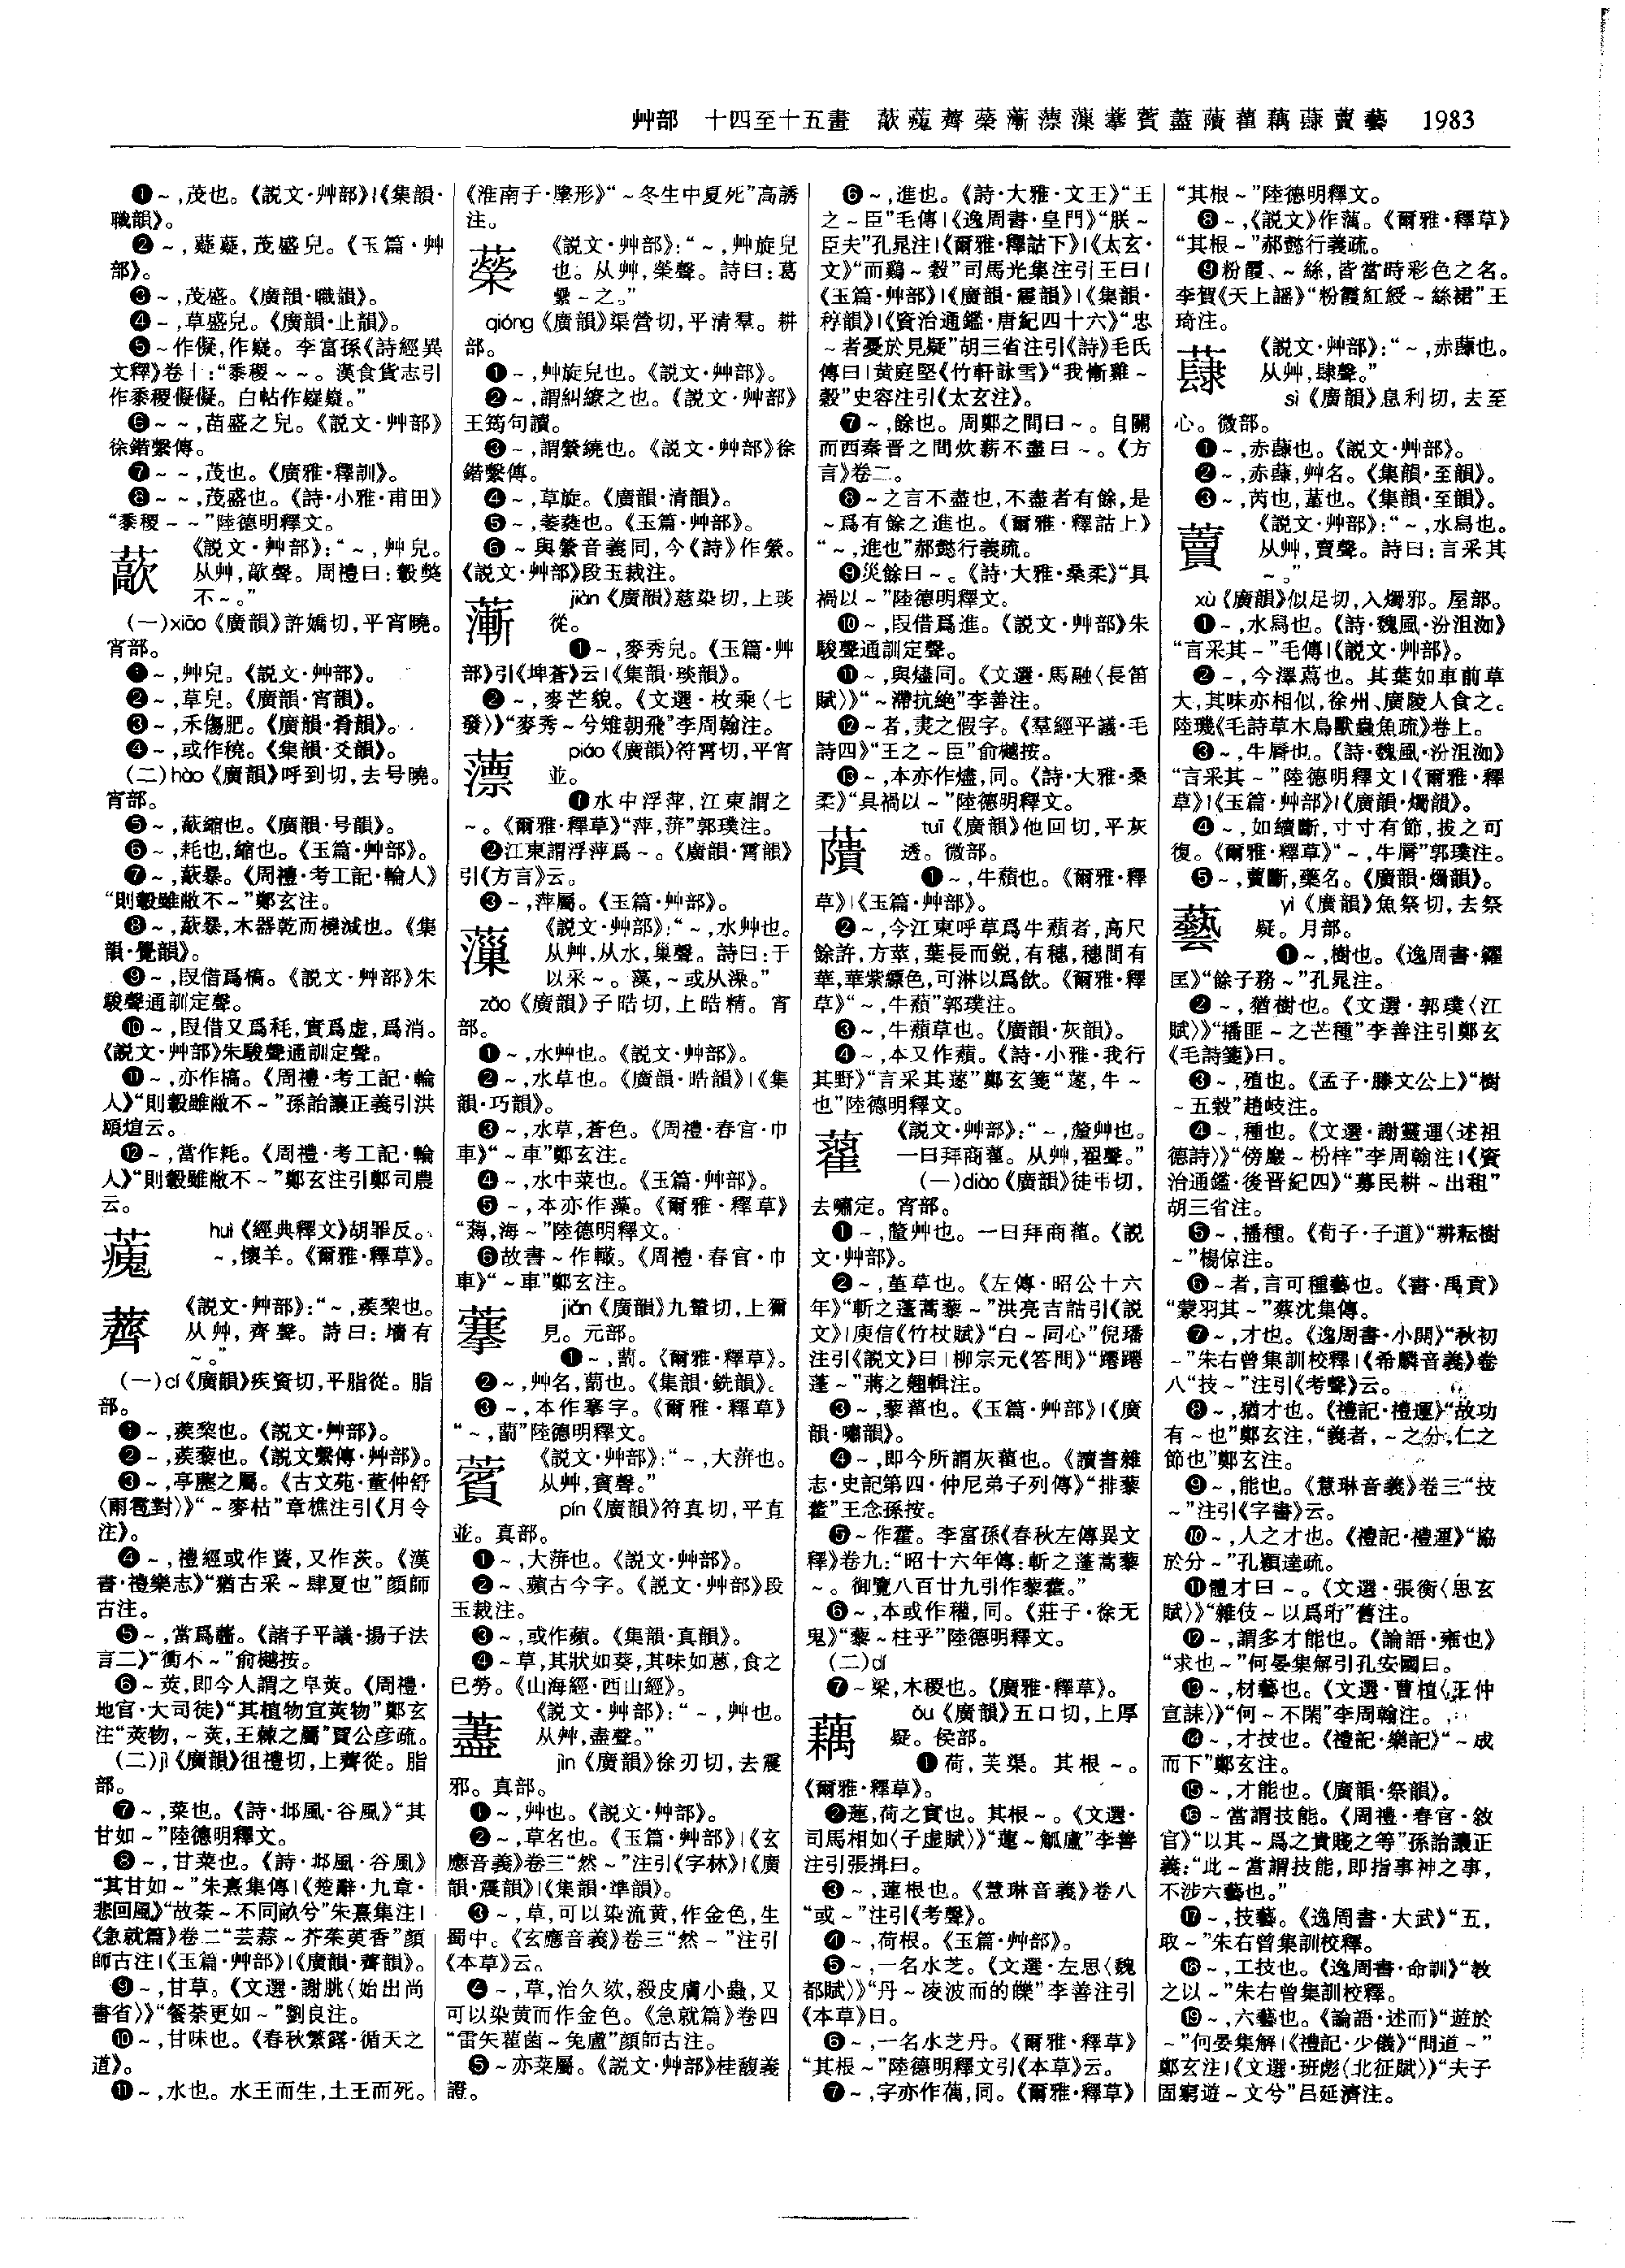 艸部 十四至十五畫 藃蘬薺藑蔪薸薻藆薲藎藬藋藕蕼藚藝 1983
❶~,茂也。《説文·艸部》|《集韻·
職韻》。
❷~,薿薿,茂盛皃。《玉篇·艸
部》。
❸~,茂盛。《廣韻·職韻》。
❹~,草盛皃。《廣韻·止韻》。
❺~作儗,作嶷。李富孫《詩經異
文釋》卷十:“黍稷~~。漢食貨志引
作黍稷儗儗。白帖作嶷嶷。”
❻~~,苗盛之皃。《説文·艸部》
徐鍇繫傳。
❼~~,茂也。《廣雅·釋訓》。
❽~~,茂盛也。《詩·小雅·甫田》
“黍稷~~”陸德明釋文。
藃 《説文·艸部》:“~,艸皃。
从艸,歊聲。周禮曰:轂獘
不~。”
(一)xiāo《廣韻》許嬌切,平宵曉。
宵部。
❶~,艸皃。《説文·艸部》。
❷~,草皃。《廣韻·宵韻》。
❸~,禾傷肥。《廣韻·肴韻》。
❹~,或作穘。《集韻·爻韻》。
(二)hào《廣韻》呼到切,去号曉。
宵部。
❺~,藃縮也。《廣韻·号韻》。
❻~,耗也,縮也。《玉篇·艸部》。
❼~,藃暴。《周禮·考工記·輪人》
“則轂雖敝不~”鄭玄注。
❽~,藃暴,木器乾而橈減也。《集
韻·覺韻》。
❾~,叚借爲槁。《説文·艸部》朱
駿聲通訓定聲。
❿~,叚借又爲秏,實爲虚,爲消。
《説文·艸部》朱駿聲通訓定聲。
⓫~,亦作槁。《周禮·考工記·輪
人》“則轂雖敝不~”孫詒讓正義引洪
頤煊云。
⓬~,當作秏。《周禮·考工記·輪
人》“則轂雖敝不~”鄭玄注引鄭司農
云。
huì《經典釋文》胡罪反。
~,懷羊。《爾雅·釋草》。
薺 《説文·艸部》:“~,蒺棃也。
从艸,齊聲。詩曰:墻有
~。”
(一)cí《廣韻》疾資切,平脂從。脂
部。
❶~,蒺棃也。《説文·艸部》。
❷~,蒺藜也。《説文繫傳·艸部》。
❸~,亭歷之屬。《古文苑·董仲舒
〈雨雹對〉》“~麥枯”章樵注引《月令
注》。
❹~,禮經或作薋,又作茨。《漢
書·禮樂志》“猶古采~肆夏也”顔師
古注。
❺~,當爲虀。《諸子平議·揚子法
言二》“衡不~”俞樾按。
❻~莢,即今人謂之皁莢。《周禮·
地官·大司徒》“其植物宜莢物”鄭玄
注“莢物,~莢,王棘之屬”賈公彦疏。
(二)jì《廣韻》徂禮切,上薺從。脂
部。
❼~,菜也。《詩·邶風·谷風》“其
甘如~”陸德明釋文。
❽~,甘菜也。《詩·邶風·谷風》
“其甘如~”朱熹集傳|《楚辭·九章·
悲回風》“故荼~不同畝兮”朱熹集注|
《急就篇》卷二“芸蒜~芥茱萸香”顔
師古注|《玉篇·艸部》|《廣韻·薺韻》。
❾~,甘草。《文選·謝朓〈始出尚
書省〉》“餐荼更如~”劉良注。
❿~,甘味也。《春秋繁露·循天之
道》。
⓫~,水也。水王而生,土王而死。
《淮南子·墬形》“~冬生中夏死”高誘
注。
藑 《説文·艸部》:“~,艸旋皃
也。从艸,榮聲。詩曰:葛
纍~之。”
qióng《廣韻》渠營切,平清羣。耕
部。
❶~,艸旋皃也。《説文·艸部》。
❷~,謂糾繚之也。《説文·艸部》
王筠句讀。
❸~,謂縈繞也。《説文·艸部》徐
鍇繫傳。
❹~,草旋。《廣韻·清韻》。
❺~,萎蕤也。《玉篇·艸部》。
❻~與縈音義同,今《詩》作縈。
《説文·艸部》段玉裁注。
jiàn《廣韻》慈染切,上琰
從。
❶~,麥秀皃。《玉篇·艸
部》引《埤蒼》云|《集韻·琰韻》。
❷~,麥芒貌。《文選·枚乘〈七
發〉》“麥秀~兮雉朝飛”李周翰注。
薸 piáo《廣韻》符霄切,平宵
並。
❶水中浮萍,江東謂之
~。《爾雅·釋草》“萍,蓱”郭璞注。
❷江東謂浮萍爲~。《廣韻·宵韻》
引《方言》云。
❸~,萍屬。《玉篇·艸部》。
薻 《説文·艸部》:“~,水艸也。
从艸,从水,巢聲。詩曰:于
以采~。藻,~或从澡。”
zǎo《廣韻》子晧切,上晧精。宵
部。
❶~,水艸也。《説文·艸部》。
❷~,水草也。《廣韻·晧韻》|《集
韻·巧韻》。
❸~,水草,蒼色。《周禮·春官·巾
車》“~車”鄭玄注。
❹~,水中菜也。《玉篇·艸部》。
❺~,本亦作藻。《爾雅·釋草》
“薚,海~”陸德明釋文。
❻故書~作轍。《周禮·春官·巾
車》“~車”鄭玄注。
jiǎn《廣韻》九輦切,上獮
見。元部。
❶~,葥。《爾雅·釋草》。
❷~,艸名,葥也。《集韻·銑韻》。
❸~,本作搴字。《爾雅·釋草》
“~,葥”陸德明釋文。
薲 《説文·艸部》:“~,大蓱也。
从艸,賓聲。”
pín《廣韻》符真切,平真
並。真部。
❶~,大蓱也。《説文·艸部》。
❷~、蘋古今字。《説文·艸部》段
玉裁注。
❸~,或作蘋。《集韻·真韻》。
❹~草,其狀如葵,其味如蔥,食之
已勞。《山海經·西山經》。
藎 《説文·艸部》:“~,艸也。
从艸,盡聲。”
jìn《廣韻》徐刃切,去震
邪。真部。
❶~,艸也。《説文·艸部》。
❷~,草名也。《玉篇·艸部》|《玄
應音義》卷三“然~”注引《字林》|《廣
韻·震韻》|《集韻·準韻》。
❸~,草,可以染流黄,作金色,生
蜀中。《玄應音義》卷三“然~”注引
《本草》云。
❹~,草,治久欬,殺皮膚小蟲,又
可以染黄而作金色。《急就篇》卷四
“雷矢雚菌~兔盧”顔師古注。
❺~亦菉屬。《説文·艸部》桂馥義
證。
❻~,進也。《詩·大雅·文王》“王
之~臣”毛傳|《逸周書·皇門》“朕~
臣夫”孔晁注|《爾雅·釋詁下》|《太玄·
文》“而鷄~穀”司馬光集注引王曰|
《玉篇·艸部》|《廣韻·震韻》|《集韻·
稕韻》|《資治通鑑·唐紀四十六》“忠
~者憂於見疑”胡三省注引《詩》毛氏
傳曰|黄庭堅《竹軒詠雪》“我慚雞~
穀”史容注引《太玄注》。
❼~,餘也。周鄭之間曰~。自關
而西秦晋之間炊薪不盡曰~。《方
言》卷二。
❽~之言不盡也,不盡者有餘,是
~爲有餘之進也。《爾雅·釋詁上》
“~,進也”郝懿行義疏。
❾災餘曰~。《詩·大雅·桑柔》“具
禍以~”陸德明釋文。
❿~,叚借爲進。《説文·艸部》朱
駿聲通訓定聲。
⓫~,與燼同。《文選·馬融〈長笛
賦〉》“~滯抗絶”李善注。
⓬~者,㶳之假字。《羣經平議·毛
詩四》“王之~臣”俞樾按。
⓭~,本亦作燼,同。《詩·大雅·桑
柔》“具禍以~”陸德明釋文。
藬 tuī《廣韻》他回切,平灰
透。微部。
❶~,牛蘈也。《爾雅·釋
草》|《玉篇·艸部》。
❷~,今江東呼草爲牛蘈者,高尺
餘許,方莖,葉長而鋭,有穗,穗間有
華,華紫縹色,可淋以爲飲。《爾雅·釋
草》“~,牛蘈”郭璞注。
❸~,牛蘈草也。《廣韻·灰韻》。
❹~,本又作蘈。《詩·小雅·我行
其野》“言采其蓫”鄭玄箋“蓫,牛~
也”陸德明釋文。
藋 《説文·艸部》:“~,釐艸也。
一曰拜商藋。从艸,翟聲。”
(一)diào《廣韻》徒弔切,
去嘯定。宵部。
❶~,釐艸也。一曰拜商藋。《説
文·艸部》。
❷~,堇草也。《左傳·昭公十六
年》“斬之蓬蒿藜~”洪亮吉詁引《説
文》|庾信《竹杖賦》“白~同心”倪璠
注引《説文》曰|柳宗元《答問》“踡跼
蓬~”蔣之翹輯注。
❸~,藜藋也。《玉篇·艸部》|《廣
韻·嘯韻》。
❹~,即今所謂灰藋也。《讀書雜
志·史記第四·仲尼弟子列傳》“排藜
藿”王念孫按。
❺~作藿。李富孫《春秋左傳異文
釋》卷九:“昭十六年傳:斬之蓬蒿藜
~。御覽八百廿九引作藜藿。”
❻~,本或作䆁,同。《莊子·徐无
鬼》“藜~柱乎”陸德明釋文。
(二)dí
❼~粱,木稷也。《廣雅·釋草》。
藕 ǒu《廣韻》五口切,上厚
疑。侯部。
❶荷,芙渠。其根~。
《爾雅·釋草》。
❷蓮,荷之實也。其根~。《文選·
司馬相如〈子虚賦〉》“蓮~觚盧”李善
注引張揖曰。
❸~,蓮根也。《慧琳音義》卷八
“或~”注引《考聲》。
❹~,荷根。《玉篇·艸部》。
❺~,一名水芝。《文選·左思〈魏
都賦〉》“丹~凌波而的皪”李善注引
《本草》曰。
❻~,一名水芝丹。《爾雅·釋草》
“其根~”陸德明釋文引《本草》云。
❼~,字亦作蕅,同。《爾雅·釋草》
“其根~”陸德明釋文。
❽~,《説文》作蕅。《爾雅·釋草》
“其根~”郝懿行義疏。
❾粉霞、~絲,皆當時彩色之名。
李賀《天上謡》“粉霞紅綬~絲裙”王
琦注。
蕼 《説文·艸部》:“~,赤蕼也。
从艸,肆聲。”
sì《廣韻》息利切,去至
心。微部。
❶~,赤蕼也。《説文·艸部》。
❷~,赤蕼,艸名。《集韻·至韻》。
❸~,芮也,堇也。《集韻·至韻》。
藚 《説文·艸部》:“~,水舄也。
从艸,賣聲。詩曰:言采其
~。”
xù《廣韻》似足切,入燭邪。屋部。
❶~,水舄也。《詩·魏風·汾沮洳》
“言采其~”毛傳|《説文·艸部》。
❷~,今澤蕮也。其葉如車前草
大,其味亦相似,徐州、廣陵人食之。
陸璣《毛詩草木鳥獸蟲魚疏》卷上。
❸~,牛脣也。《詩·魏風·汾沮洳》
“言采其~”陸德明釋文|《爾雅·釋
草》|《玉篇·艸部》|《廣韻·燭韻》。
❹~,如續斷,寸寸有節,拔之可
復。《爾雅·釋草》“~,牛脣”郭璞注。
❺~,藚斷,藥名。《廣韻·燭韻》。
藝 yì《廣韻》魚祭切,去祭
疑。月部。
❶~,樹也。《逸周書·糴
匡》“餘子務~”孔晁注。
❷~,猶樹也。《文選·郭璞〈江
賦〉》“播匪~之芒種”李善注引鄭玄
《毛詩箋》曰。
❸~,殖也。《孟子·滕文公上》“樹
~五穀”趙岐注。
❹~,種也。《文選·謝靈運〈述祖
德詩〉》“傍巖~枌梓”李周翰注|《資
治通鑑·後晉紀四》“募民耕~出租”
胡三省注。
❺~,播種。《荀子·子道》“耕耘樹
~”楊倞注。
❻~者,言可種藝也。《書·禹貢》
“蒙羽其~”蔡沈集傳。
❼~,才也。《逸周書·小開》“秋初
~”朱右曾集訓校釋|《希麟音義》卷
八“技~”注引《考聲》云。
❽~,猶才也。《禮記·禮運》“故功
有~也”鄭玄注,“義者,~之分,仁之
節也”鄭玄注。
❾~,能也。《慧琳音義》卷三“技
~”注引《字書》云。
❿~,人之才也。《禮記·禮運》“協
於分~”孔穎達疏。
⓫體才曰~。《文選·張衡〈思玄
賦〉》“雜伎~以爲珩”舊注。
⓬~,謂多才能也。《論語·雍也》
“求也~”何晏集解引孔安國曰。
⓭~,材藝也。《文選·曹植〈王仲
宣誄〉》“何~不閑”李周翰注。
⓮~,才技也。《禮記·樂記》“~成
而下”鄭玄注。
⓯~,才能也。《廣韻·祭韻》。
⓰~當謂技能。《周禮·春官·敘
官》“以其~爲之貴賤之等”孫詒讓正
義:“此~當謂技能,即指事神之事,
不涉六藝也。”
⓱~,技藝。《逸周書·大武》“五,
取~”朱右曾集訓校釋。
⓲~,工技也。《逸周書·命訓》“教
之以~”朱右曾集訓校釋。
⓳~,六藝也。《論語·述而》“遊於
~”何晏集解|《禮記·少儀》“問道~”
鄭玄注|《文選·班彪〈北征賦〉》“夫子
固窮遊~文兮”吕延濟注。